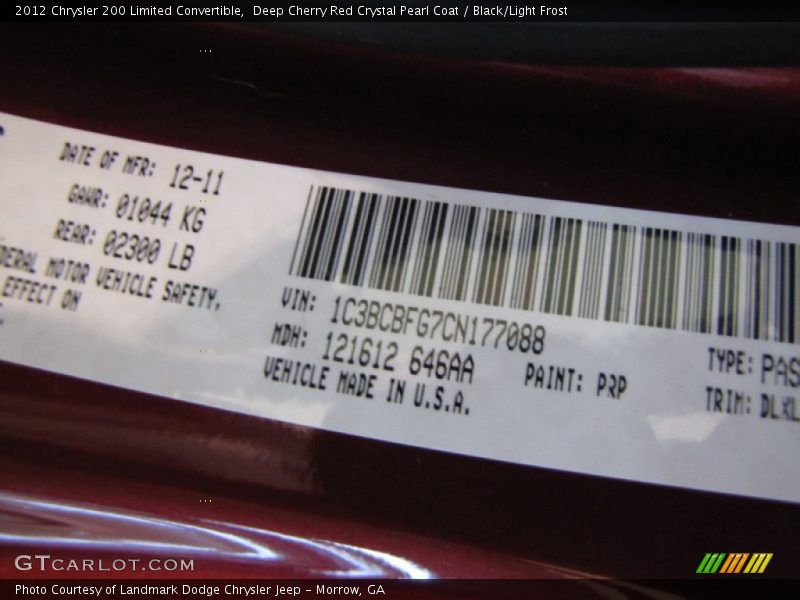 2012 Chrysler 200 Limited Convertible,  Deep Cherry Red Crystal Pearl Coat / Black/Light Frost
DATE OF MFR: 12-11
GAWR: 01044 KG
REAR: 02300 LB
DERAL MOTOR VEHICLE SAFETY,
EFFECT ON
VIN: 1C3BCBFG7CN177088
MDH: 121612 646AA
VEHICLE MADE IN U.S.A.
PAINT: PRP
TYPE: PAS
TRIM:
GTCARLOT.COM
Photo Courtesy of Landmark Dodge Chrysler Jeep - Morrow, GA